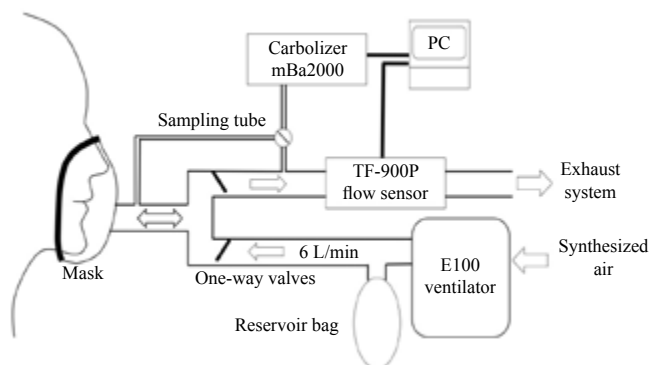 Carbolizer
mBa2000
PC
Sampling tube
TF-900P
flow sensor
Exhaust
system
6 L/min
Synthesized
air
E100
ventilator
Mask
One-way valves
Reservoir bag